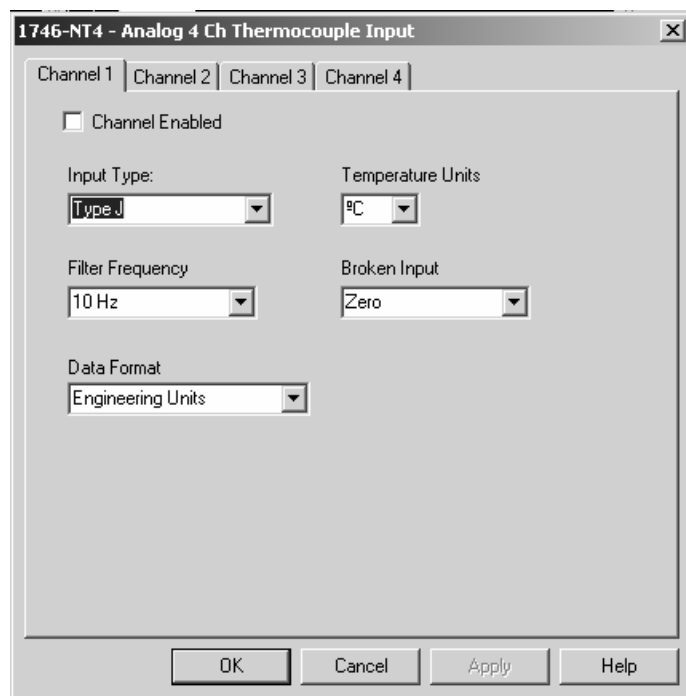 1746-NT4 - Analog 4 Ch Thermocouple Input
Channel 1 Channel 2 Channel 3 Channel 4
Channel Enabled
Input Type: Temperature Units
Type J ºC
Filter Frequency Broken Input
10 Hz Zero
Data Format
Engineering Units
OK Cancel Apply Help